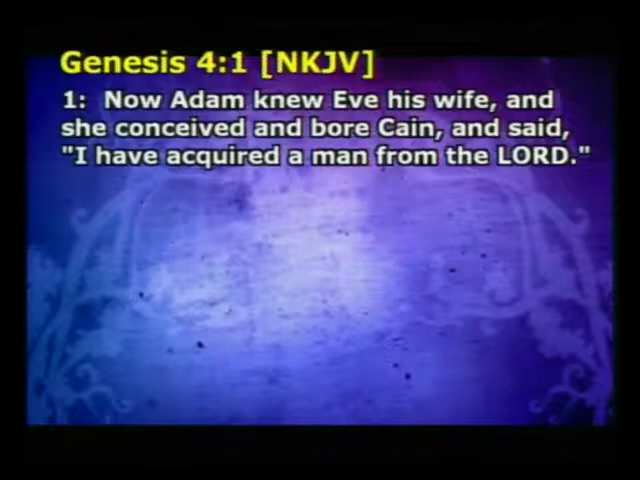 Genesis 4:1 [NKJV]
1:  Now Adam knew Eve his wife, and
she conceived and bore Cain, and said,
"I have acquired a man from the LORD."